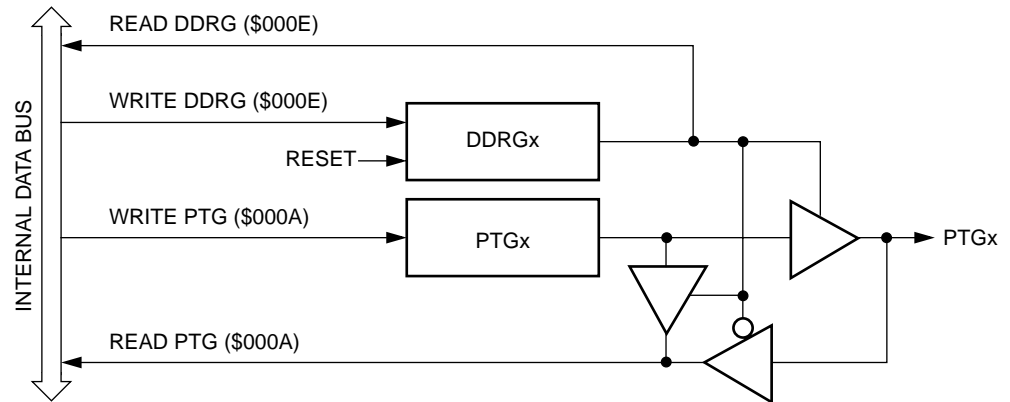 READ DDRG ($000E)
WRITE DDRG ($000E)
DDRGx
RESET
WRITE PTG ($000A)
PTGx
PTGx
READ PTG ($000A)
INTERNAL DATA BUS